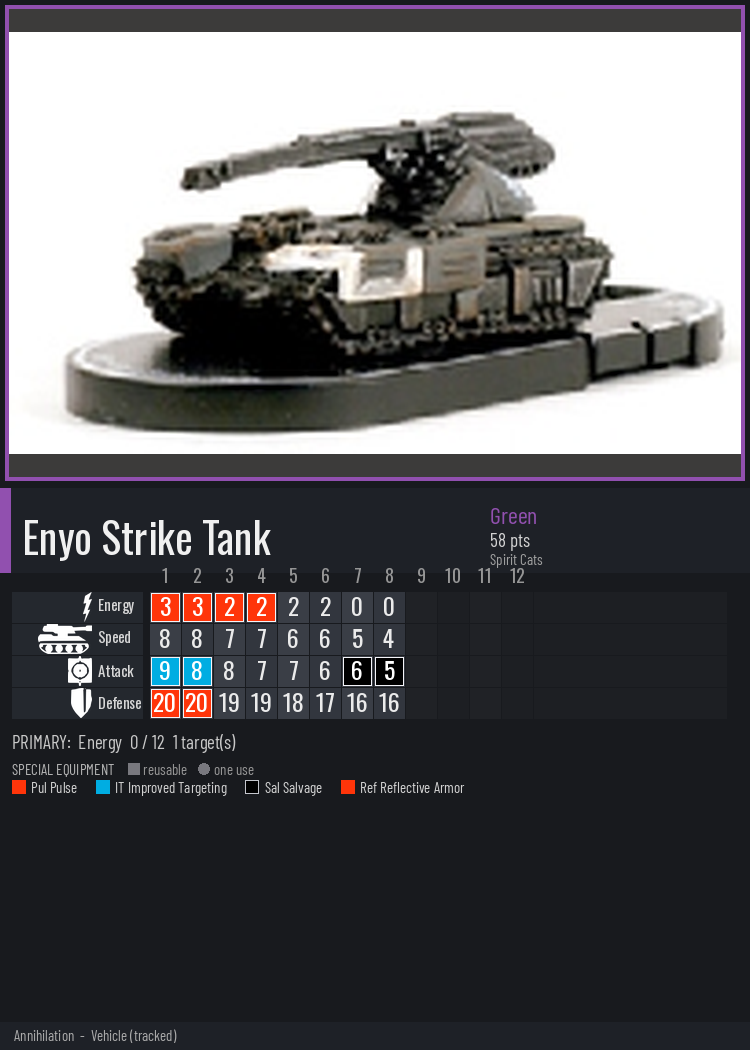 Enyo Strike Tank
Green
58 pts
Spirit Cats
1 2 3 4 5 6 7 8 9 10 11 12
Energy 3 3 2 2 2 2 0 0
Speed 8 8 7 7 6 6 5 4
Attack 9 8 8 7 7 6 6 5
Defense 20 20 19 19 18 17 16 16
PRIMARY: Energy 0 / 12 1 target(s)
SPECIAL EQUIPMENT reusable one use
Pul Pulse IT Improved Targeting Sal Salvage Ref Reflective Armor
Annihilation - Vehicle (tracked)